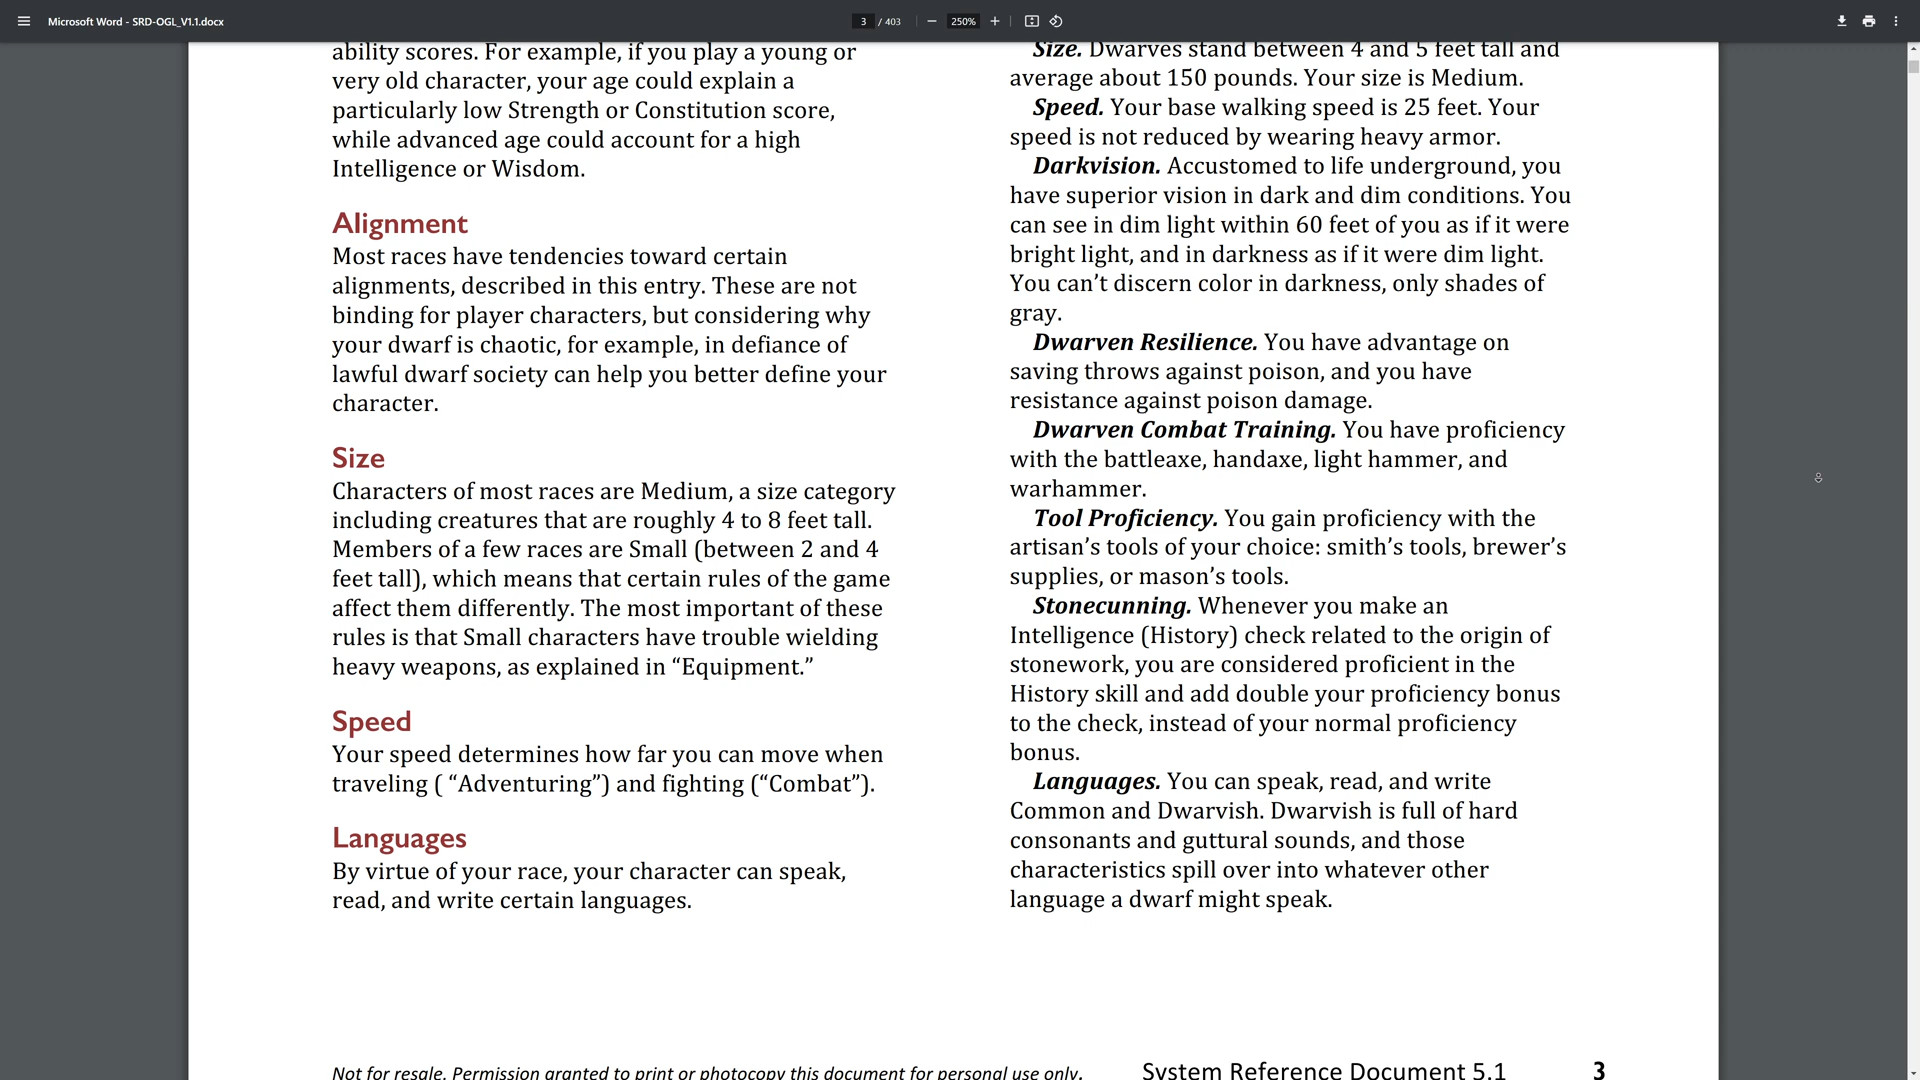 Microsoft Word - SRD-OGL_V1.1.docx
3 / 403
250%
ability scores. For example, if you play a young or
very old character, your age could explain a
particularly low Strength or Constitution score,
while advanced age could account for a high
Intelligence or Wisdom.
Alignment
Most races have tendencies toward certain
alignments, described in this entry. These are not
binding for player characters, but considering why
your dwarf is chaotic, for example, in defiance of
lawful dwarf society can help you better define your
character.
Size
Characters of most races are Medium, a size category
including creatures that are roughly 4 to 8 feet tall.
Members of a few races are Small (between 2 and 4
feet tall), which means that certain rules of the game
affect them differently. The most important of these
rules is that Small characters have trouble wielding
heavy weapons, as explained in “Equipment.”
Speed
Your speed determines how far you can move when
traveling ( “Adventuring”) and fighting (“Combat”).
Languages
By virtue of your race, your character can speak,
read, and write certain languages.
Size. Dwarves stand between 4 and 5 feet tall and
average about 150 pounds. Your size is Medium.
Speed. Your base walking speed is 25 feet. Your
speed is not reduced by wearing heavy armor.
Darkvision. Accustomed to life underground, you
have superior vision in dark and dim conditions. You
can see in dim light within 60 feet of you as if it were
bright light, and in darkness as if it were dim light.
You can’t discern color in darkness, only shades of
gray.
Dwarven Resilience. You have advantage on
saving throws against poison, and you have
resistance against poison damage.
Dwarven Combat Training. You have proficiency
with the battleaxe, handaxe, light hammer, and
warhammer.
Tool Proficiency. You gain proficiency with the
artisan’s tools of your choice: smith’s tools, brewer’s
supplies, or mason’s tools.
Stonecunning. Whenever you make an
Intelligence (History) check related to the origin of
stonework, you are considered proficient in the
History skill and add double your proficiency bonus
to the check, instead of your normal proficiency
bonus.
Languages. You can speak, read, and write
Common and Dwarvish. Dwarvish is full of hard
consonants and guttural sounds, and those
characteristics spill over into whatever other
language a dwarf might speak.
Not for resale. Permission granted to print or photocopy this document for personal use only.
System Reference Document 5.1
3